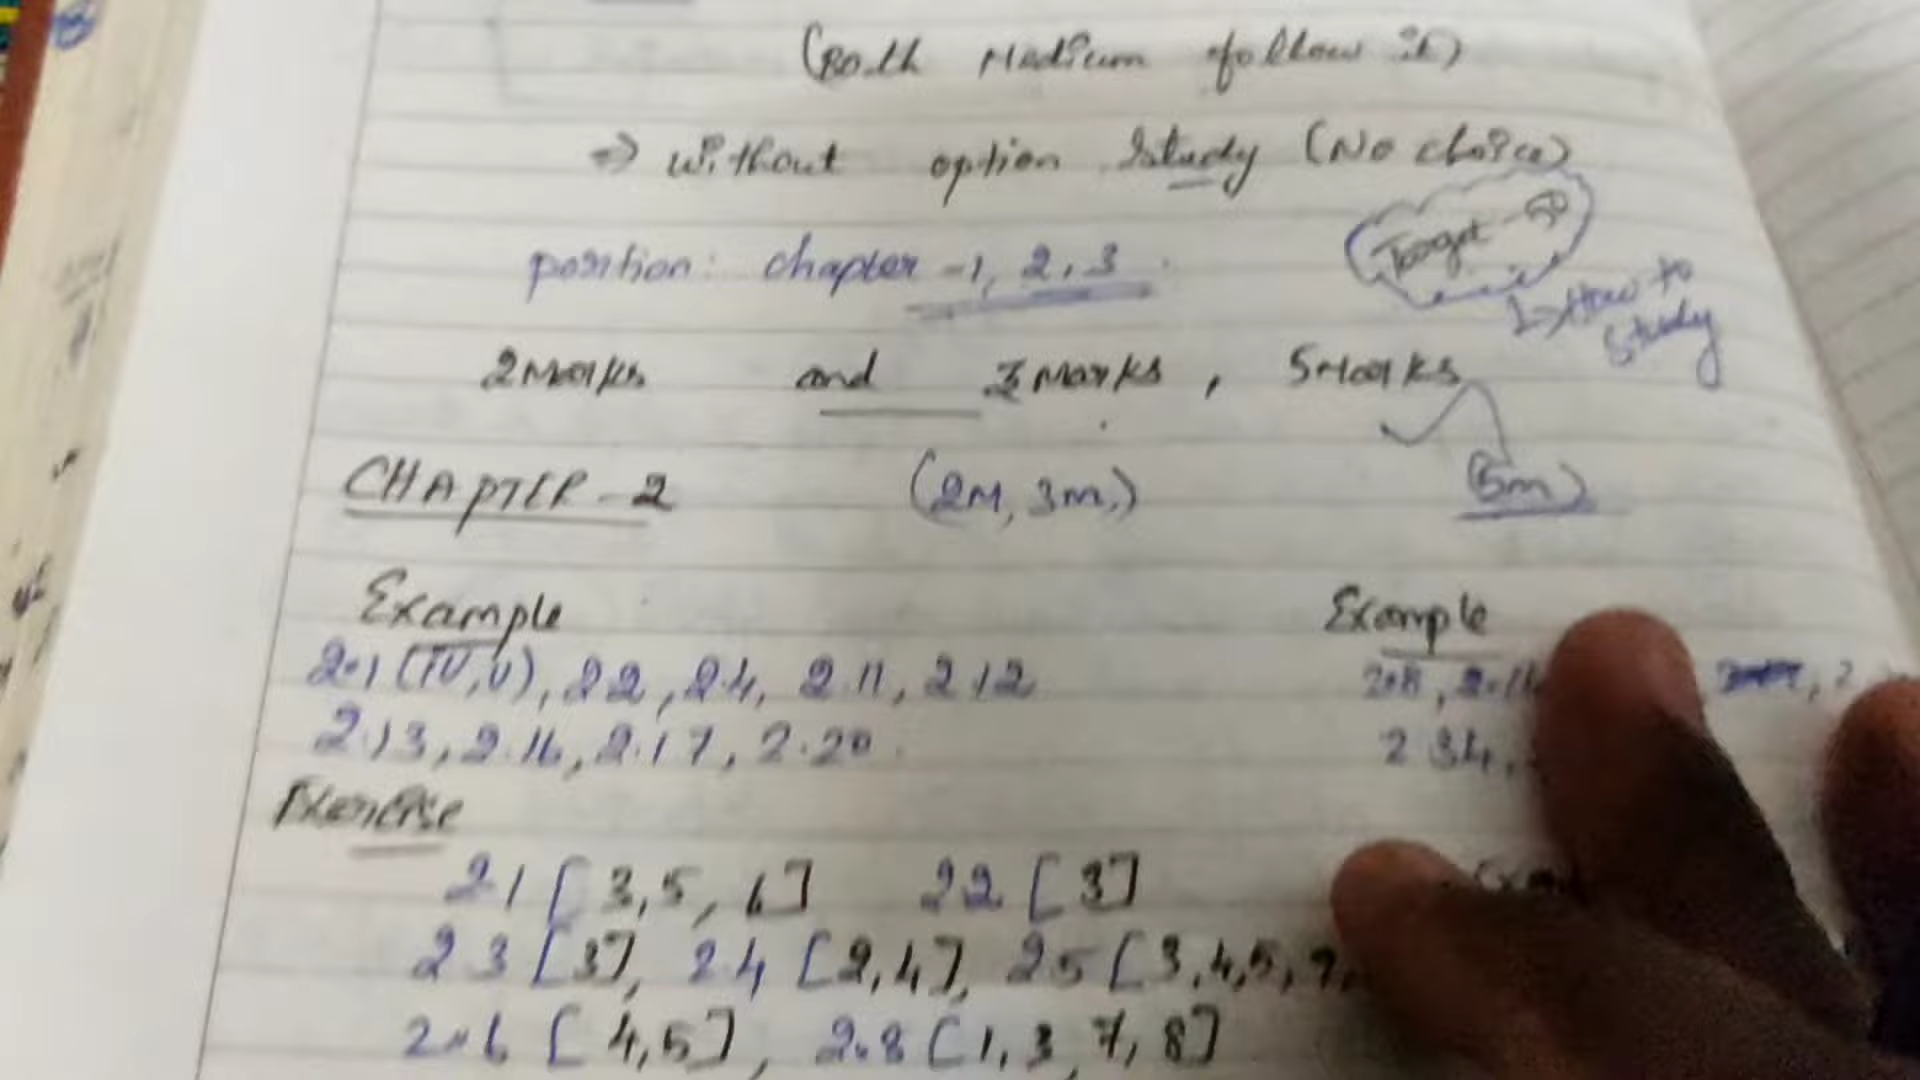 (Both Medium follow it)
⇒ without option study (No choice)
Target - 50
portion: chapter -1, 2, 3.
1→ How to
study
2 Marks and 3 Marks, 5 Marks
CHAPTER - 2 (2M, 3M,) (5m)
Example Example
2.1 (IV, V), 2.2, 2.4, 2.11, 2.12 2.8,
2.13, 2.16, 2.17, 2.20. 2.34,
Exercise
2.1 [3, 5, 6] 2.2 [3]
2.3 [3], 2.4 [2, 4], 2.5 [3, 4, 5, 7,
2.6 [4, 5], 2.8 [1, 3, 7, 8]